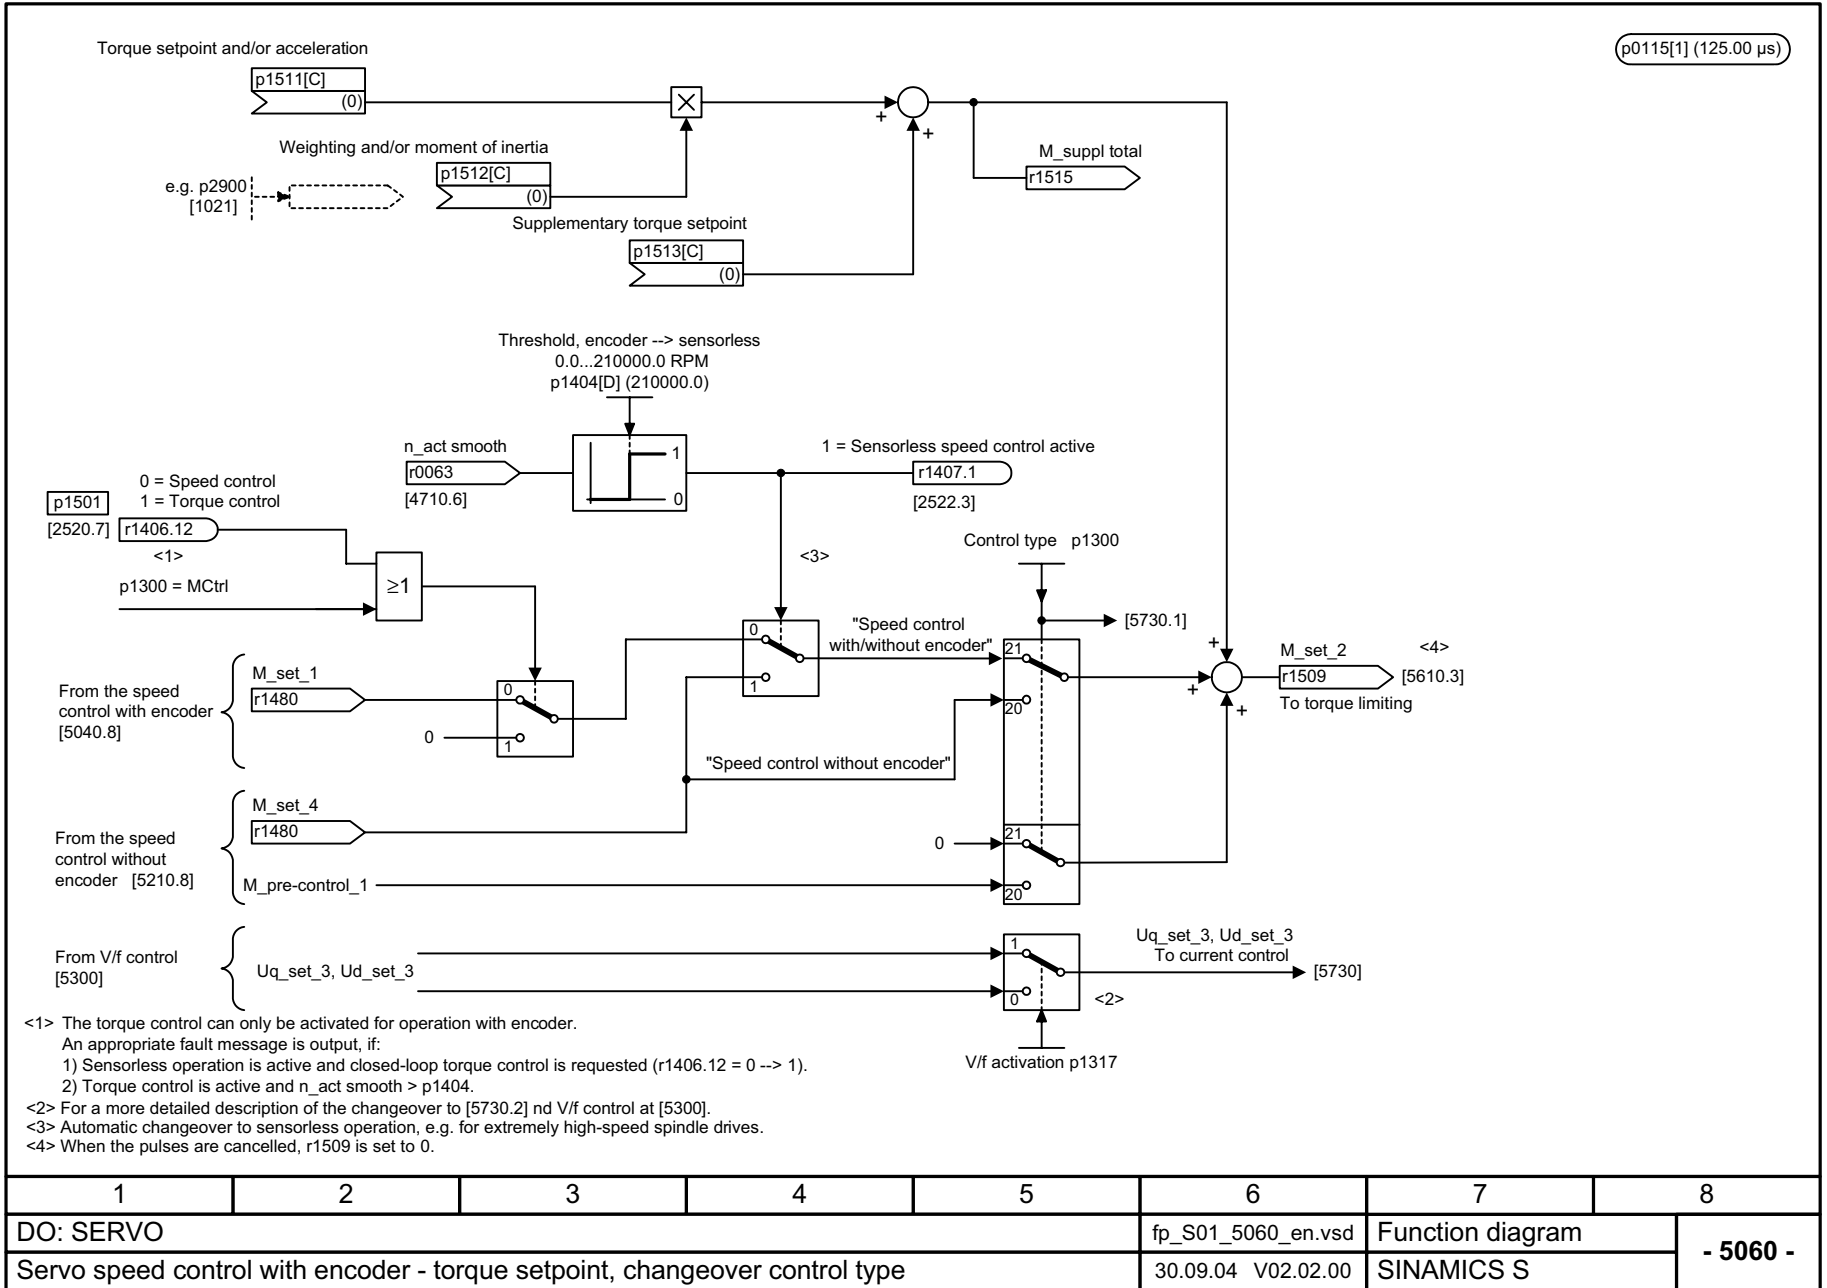 Torque setpoint and/or acceleration
p0115[1] (125.00 µs)
p1511[C]
(0)
+
+
Weighting and/or moment of inertia
M_suppl total
p1512[C]
r1515
e.g. p2900
[1021]
(0)
Supplementary torque setpoint
p1513[C]
(0)
Threshold, encoder --> sensorless
0.0...210000.0 RPM
p1404[D] (210000.0)
n_act smooth
1
1 = Sensorless speed control active
r0063
r1407.1
[4710.6]
0
[2522.3]
0 = Speed control
p1501
1 = Torque control
[2520.7]
r1406.12
<1>
p1300 = MCtrl
≥1
<3>
Control type p1300
[5730.1]
0
1
"Speed control
with/without encoder"
21
20
+
+
+
M_set_2
<4>
r1509
[5610.3]
To torque limiting
From the speed
control with encoder
[5040.8]
M_set_1
r1480
0
0
1
"Speed control without encoder"
M_set_4
r1480
From the speed
control without
encoder [5210.8]
0
21
M_pre-control_1
20
From V/f control
[5300]
Uq_set_3, Ud_set_3
1
0
Uq_set_3, Ud_set_3
To current control
[5730]
<2>
V/f activation p1317
<1> The torque control can only be activated for operation with encoder.
An appropriate fault message is output, if:
1) Sensorless operation is active and closed-loop torque control is requested (r1406.12 = 0 --> 1).
2) Torque control is active and n_act smooth > p1404.
<2> For a more detailed description of the changeover to [5730.2] nd V/f control at [5300].
<3> Automatic changeover to sensorless operation, e.g. for extremely high-speed spindle drives.
<4> When the pulses are cancelled, r1509 is set to 0.
1 2 3 4 5 6 7 8
DO: SERVO
fp_S01_5060_en.vsd
Function diagram
- 5060 -
Servo speed control with encoder - torque setpoint, changeover control type
30.09.04 V02.02.00
SINAMICS S